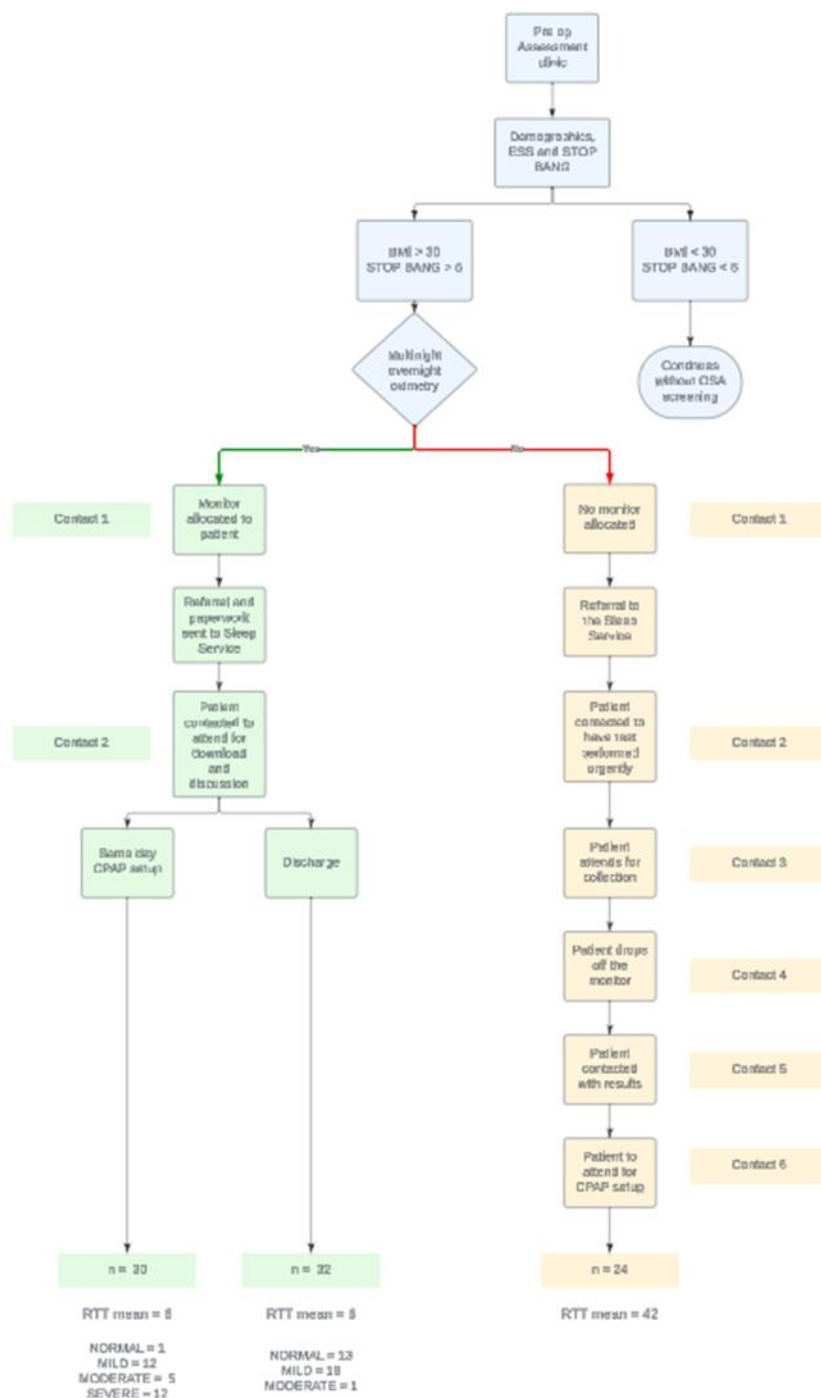 Pre op
Assessment
clinic
Demographics,
ESS and STOP
BANG
BMI > 30
STOP BANG >
BMI < 30
STOP BANG <
Multinight
overnight
oximetry
Continues
without OSA
screening
Yes
No
Contact 1
Monitor
allocated to
patient
No monitor
allocated
Contact 1
Referral and
paperwork
sent to Sleep
Service
Referral to
the Sleep
Service
Contact 2
Patient
contacted to
attend for
download
and
discussion
Patient
contacted to
have test
performed
urgently
Contact 2
Same day
CPAP setup
Discharge
Patient
attends for
collection
Contact 3
Patient drops
off the
monitor
Contact 4
Patient
contacted
with results
Contact 5
Patient to
attend for
CPAP setup
Contact 6
n = 30
n = 32
n = 24
RTT mean =
RTT mean =
RTT mean = 42
NORMAL = 1
MILD = 12
MODERATE = 5
SEVERE = 12
NORMAL = 13
MILD = 18
MODERATE = 1